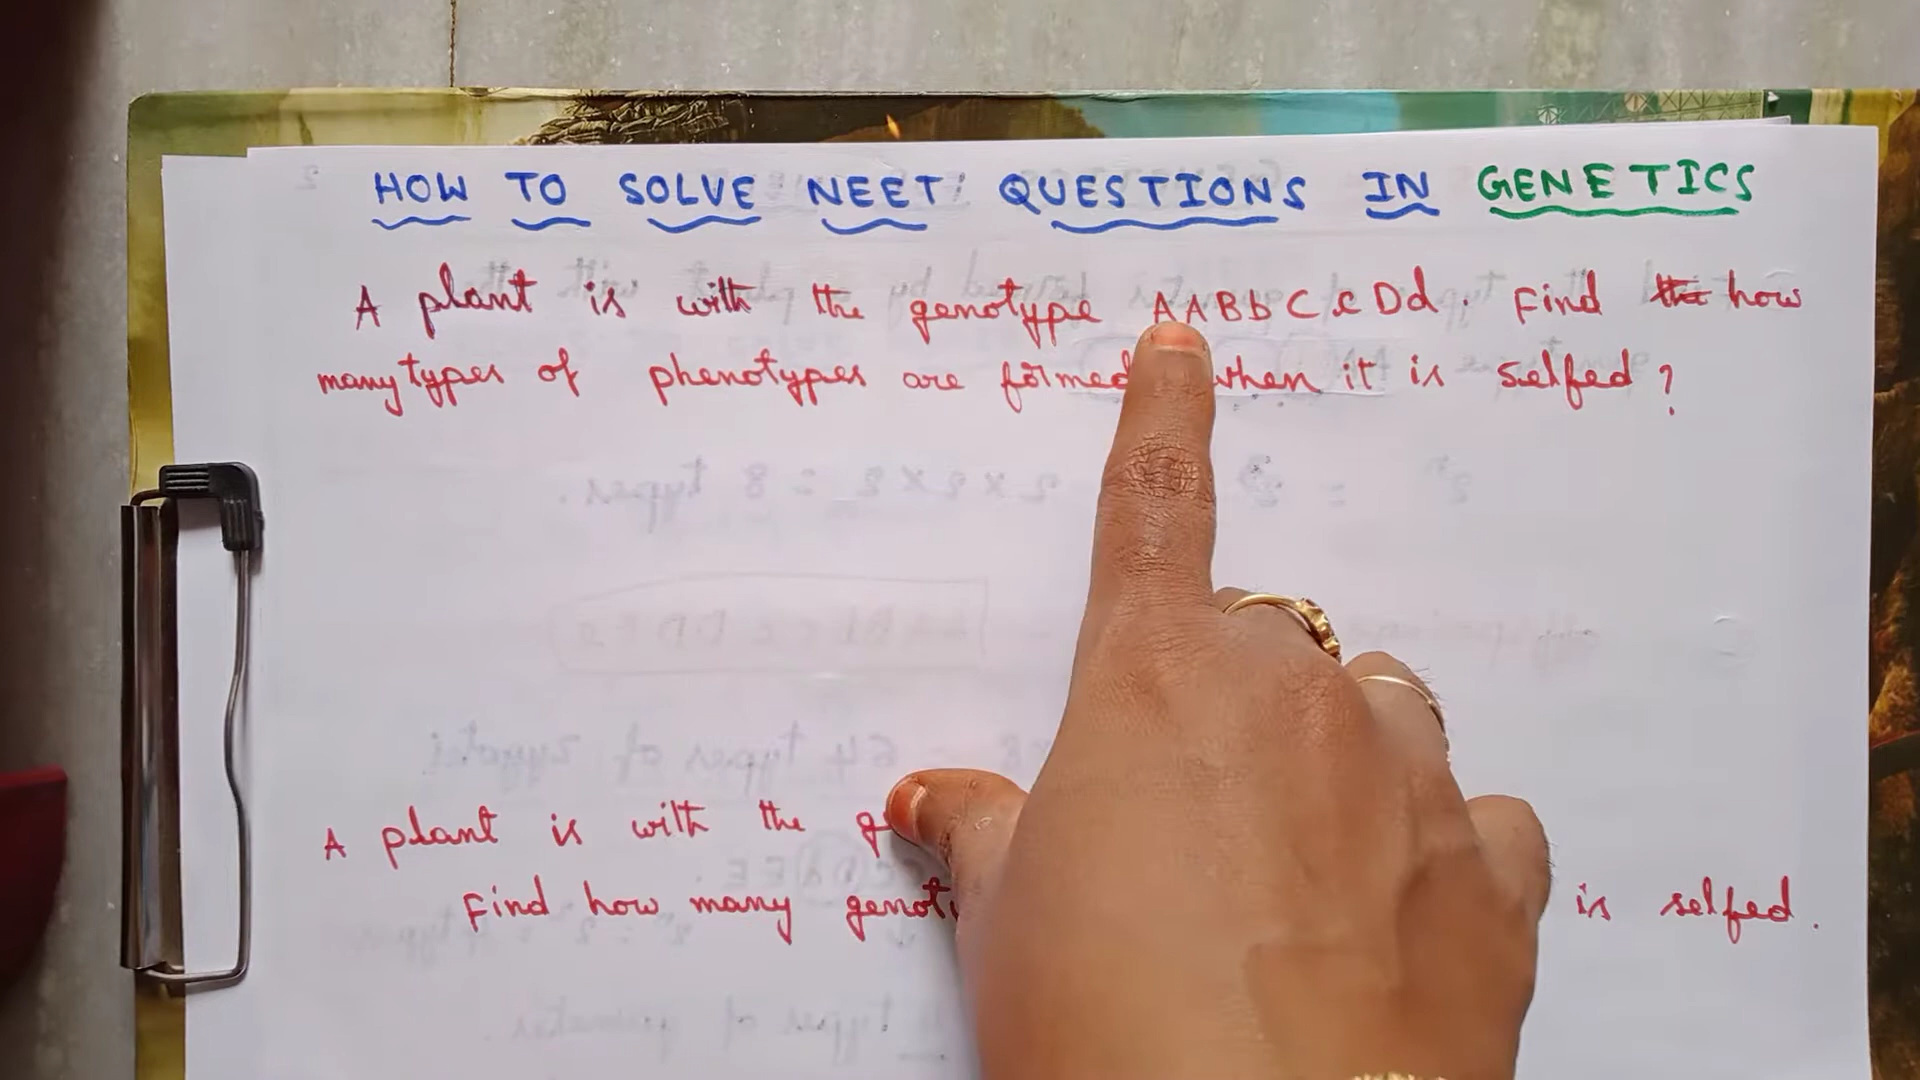 HOW TO SOLVE NEET QUESTIONS IN GENETICS
A plant is with the genotype AABbCcDd. Find the how
many types of phenotypes are formed when it is selfed?
A plant is with the
Find how many is selfed.